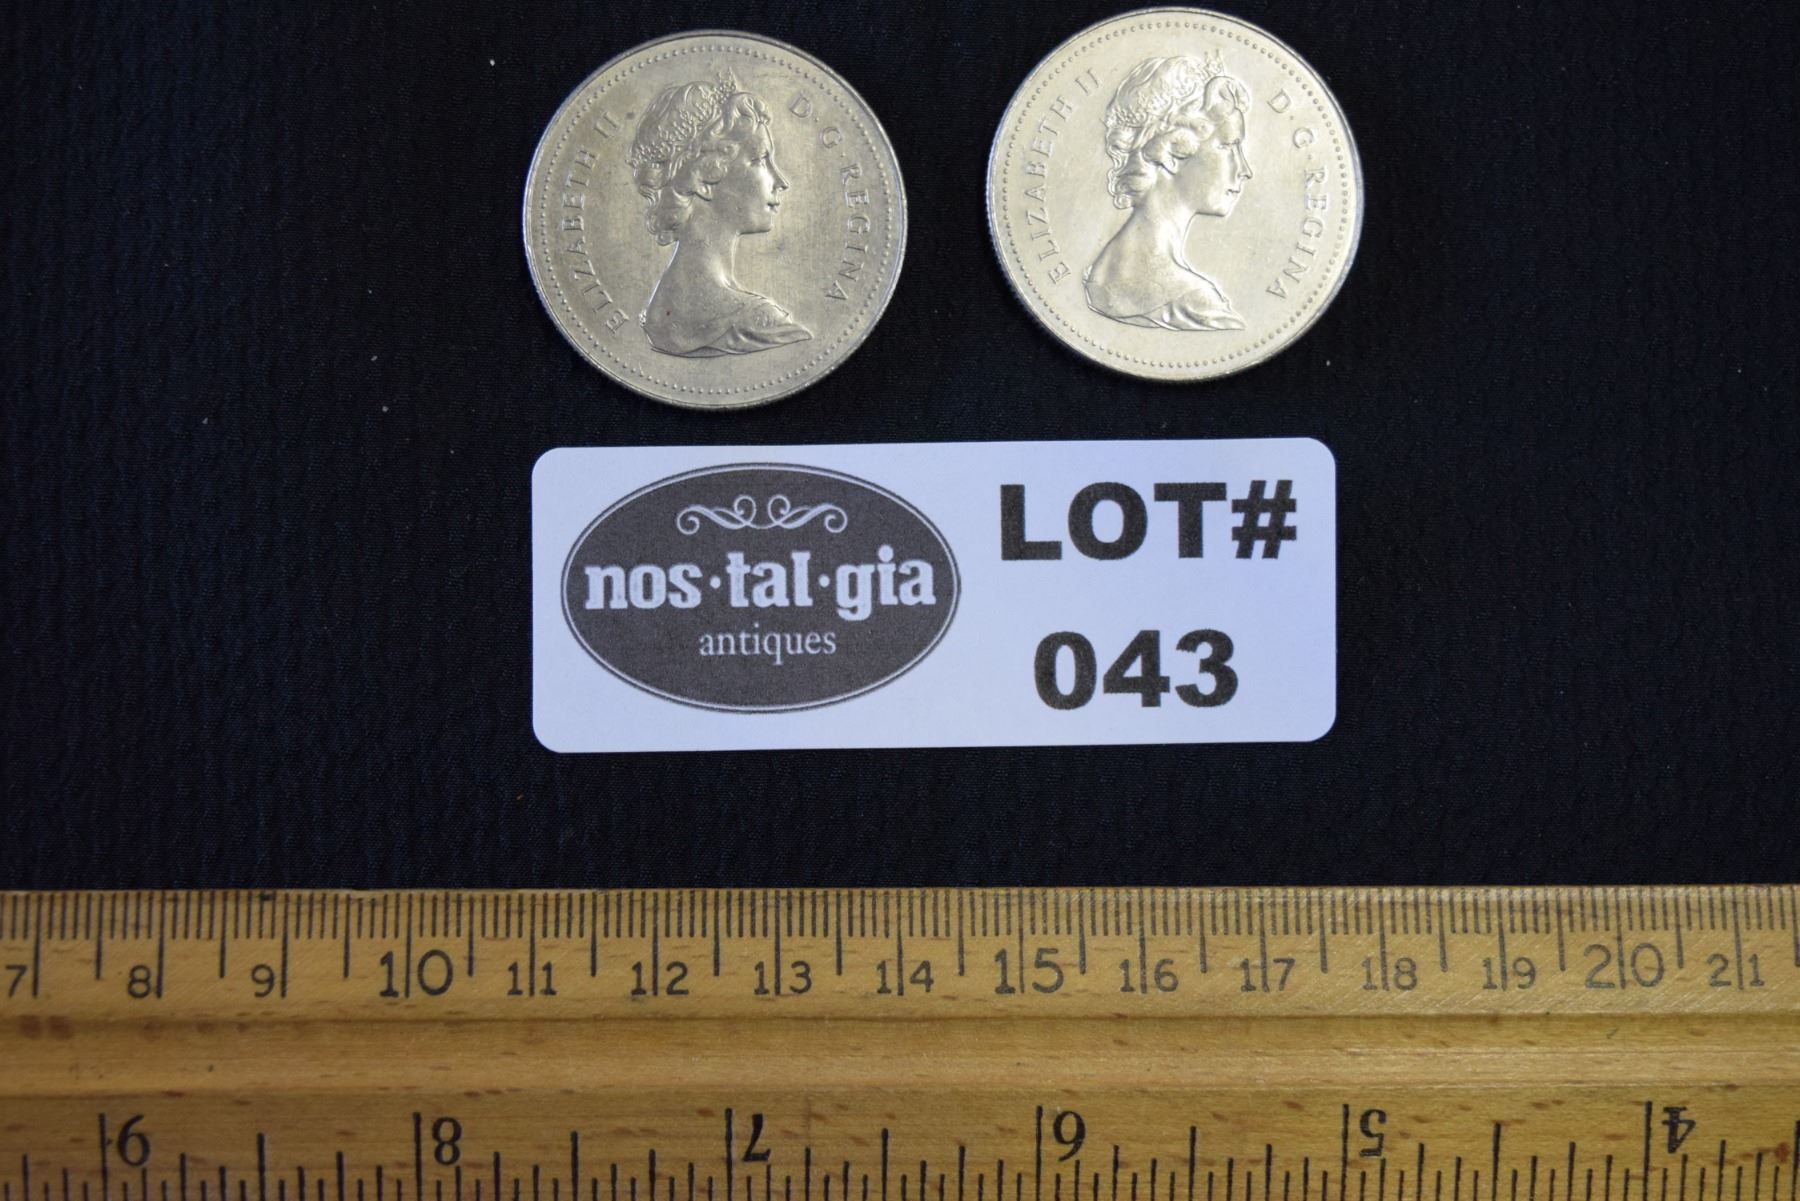 ELIZABETH II D·G·REGINA
ELIZABETH II D·G·REGINA
nos·tal·gia
antiques
LOT#
043
7 8 9 10 11 12 13 14 15 16 17 18 19 20 21
9 8 7 6 5 4